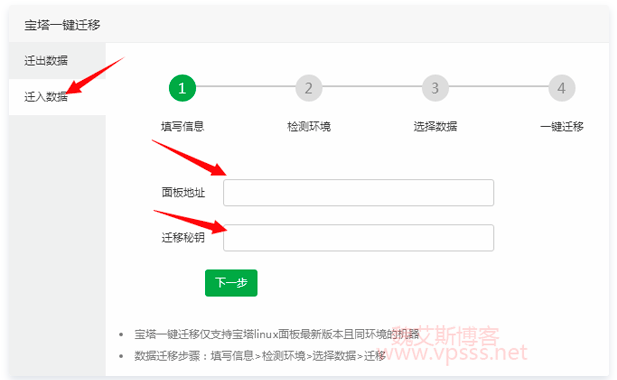 宝塔一键迁移
迁出数据
迁入数据
1 2 3 4
填写信息 检测环境 选择数据 一键迁移
面板地址
迁移秘钥
下一步
宝塔一键迁移仅支持宝塔linux面板最新版本且同环境的机器
数据迁移步骤：填写信息>检测环境>选择数据>迁移
魏艾斯博客
www.vpsss.net